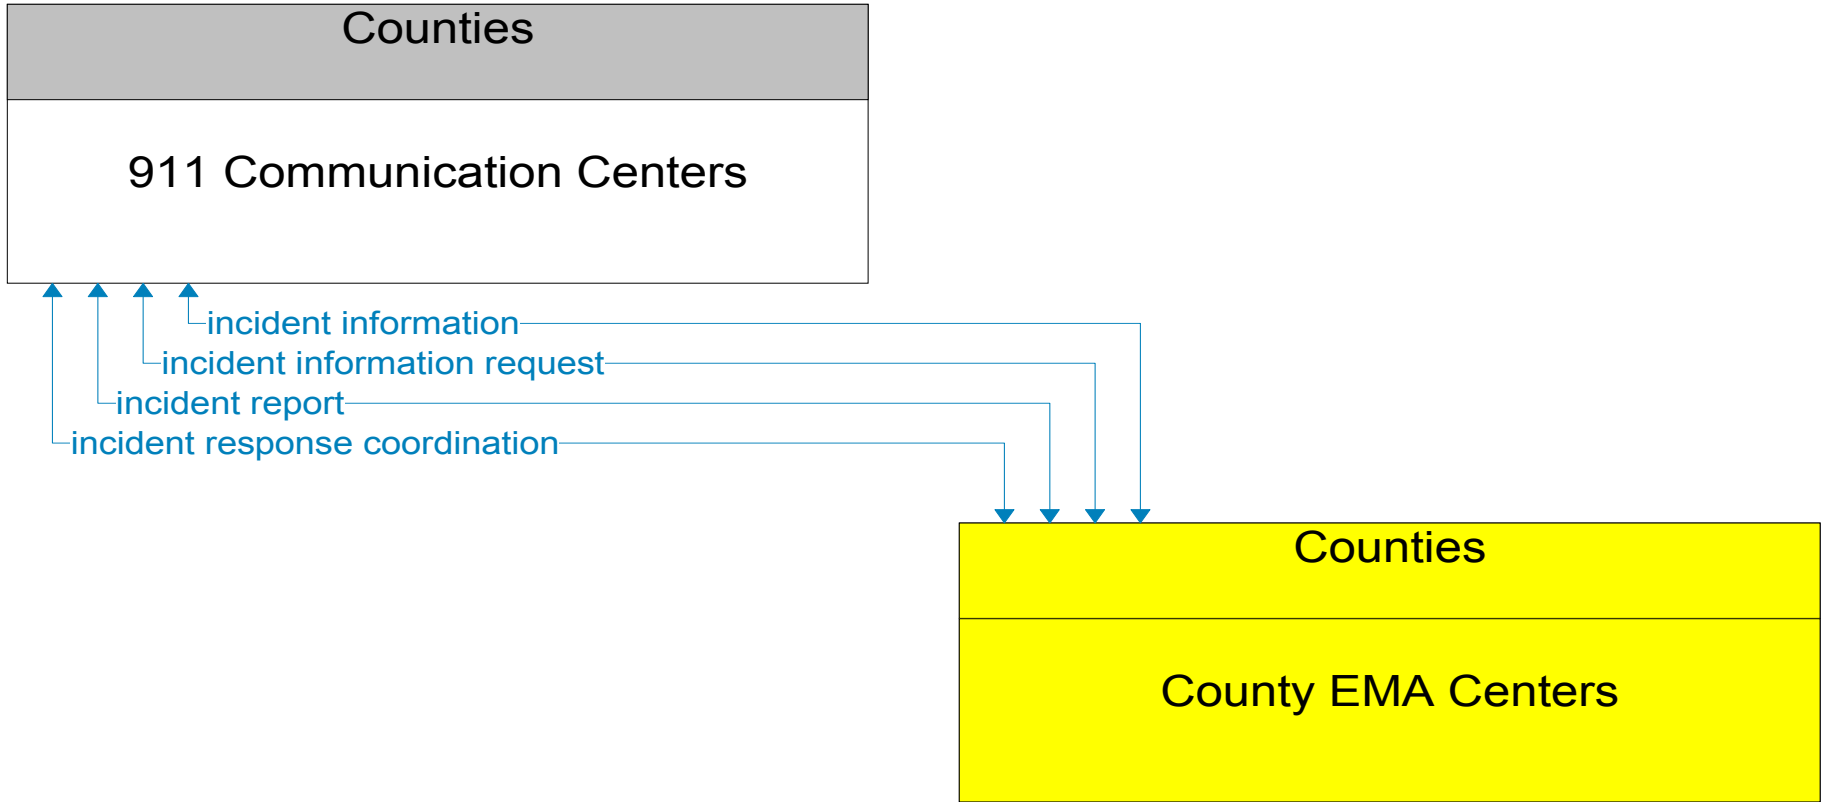 Counties
911 Communication Centers
incident information
incident information request
incident report
incident response coordination
Counties
County EMA Centers